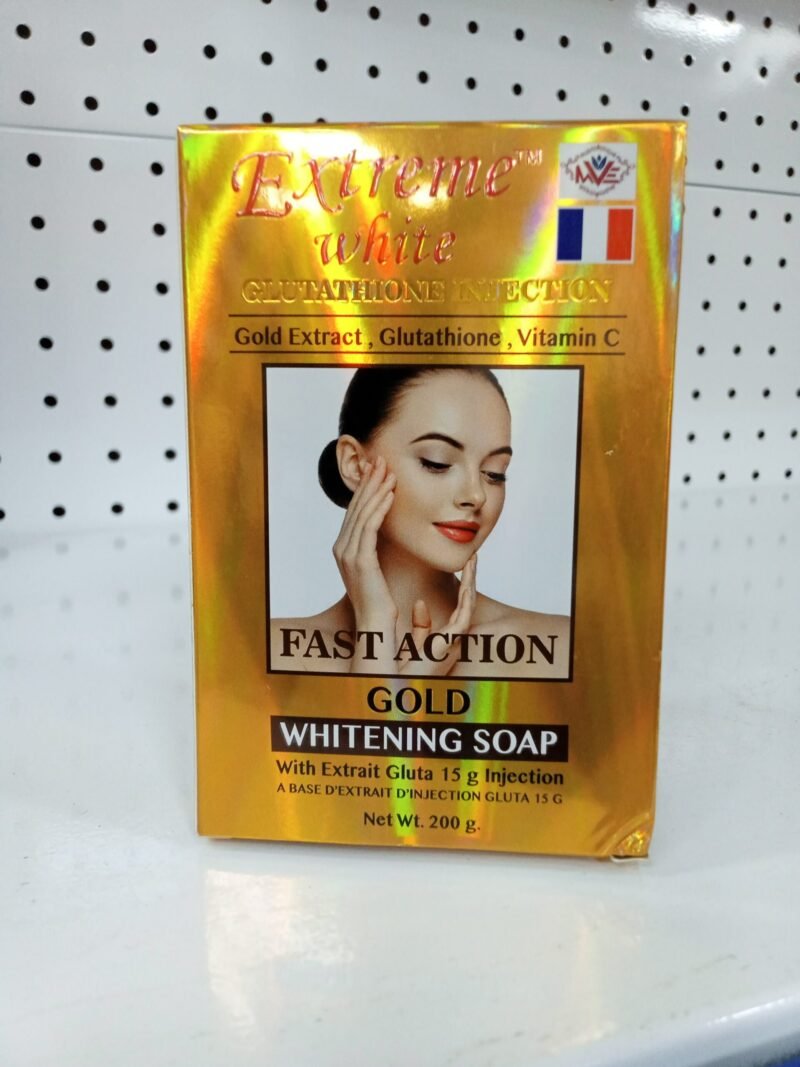 Extreme™
white
MVE
GLUTATHIONE INJECTION
Gold Extract , Glutathione , Vitamin C
FAST ACTION
GOLD
WHITENING SOAP
With Extrait Gluta 15 g Injection
A BASE D'EXTRAIT D'INJECTION GLUTA 15 G
Net Wt. 200 g.